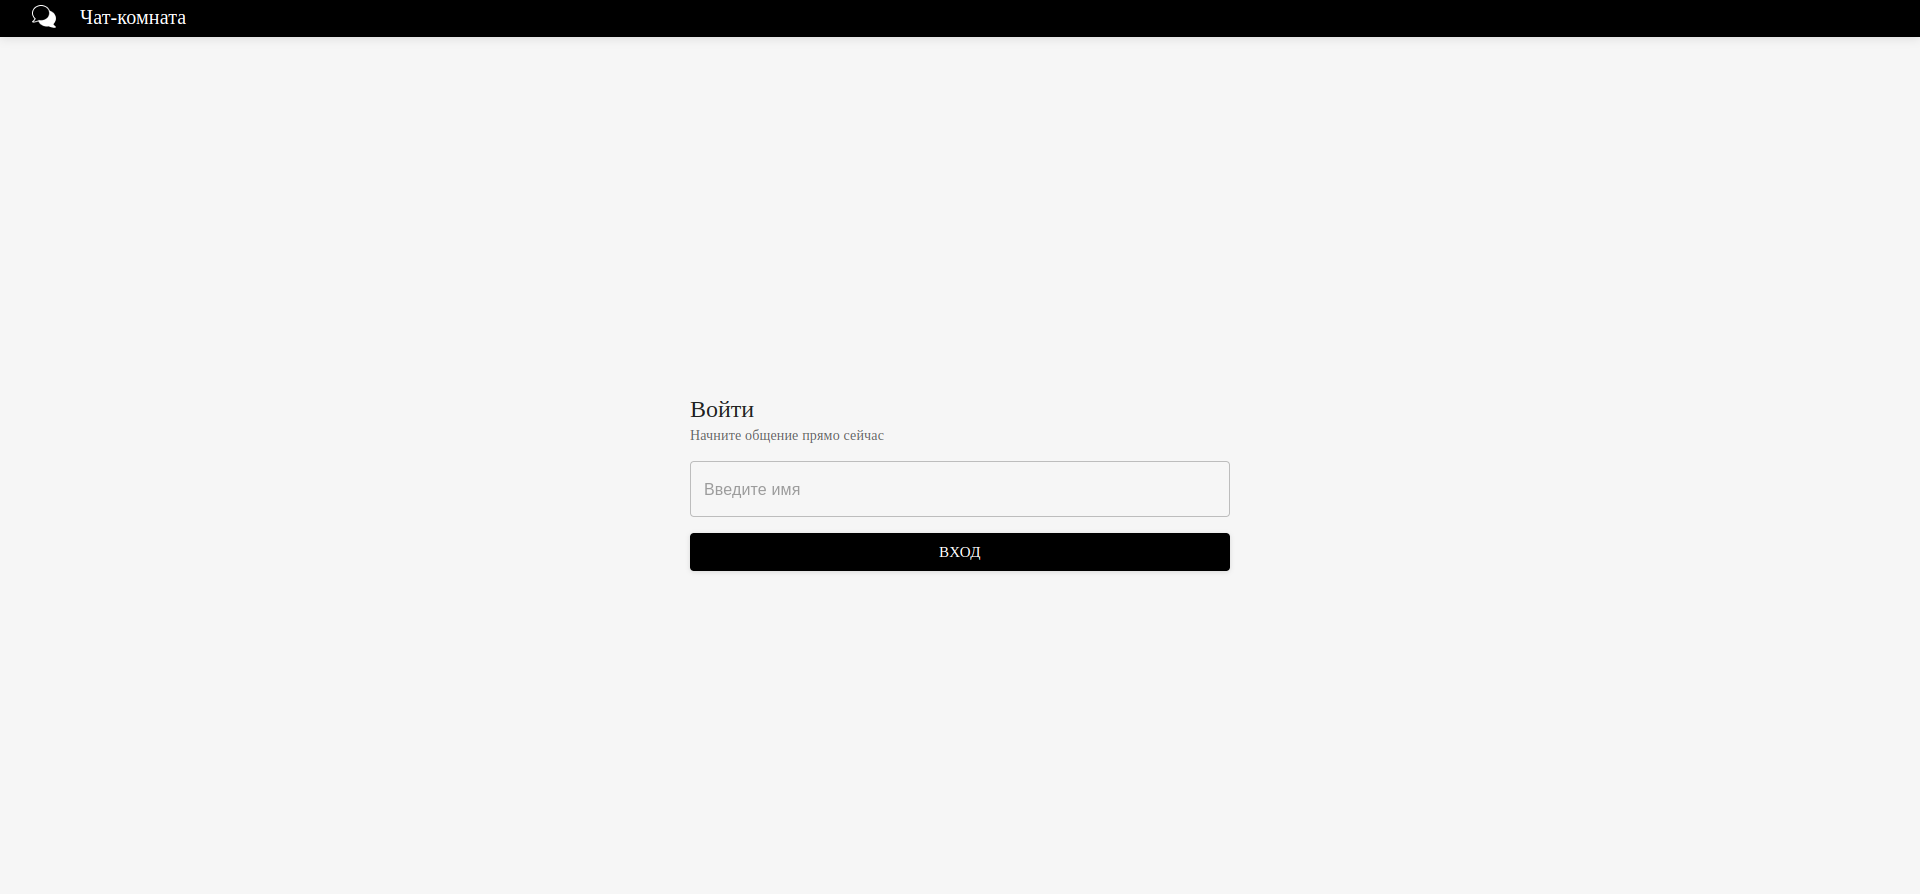 Чат-комната
Войти
Начните общение прямо сейчас
Введите имя
ВХОД